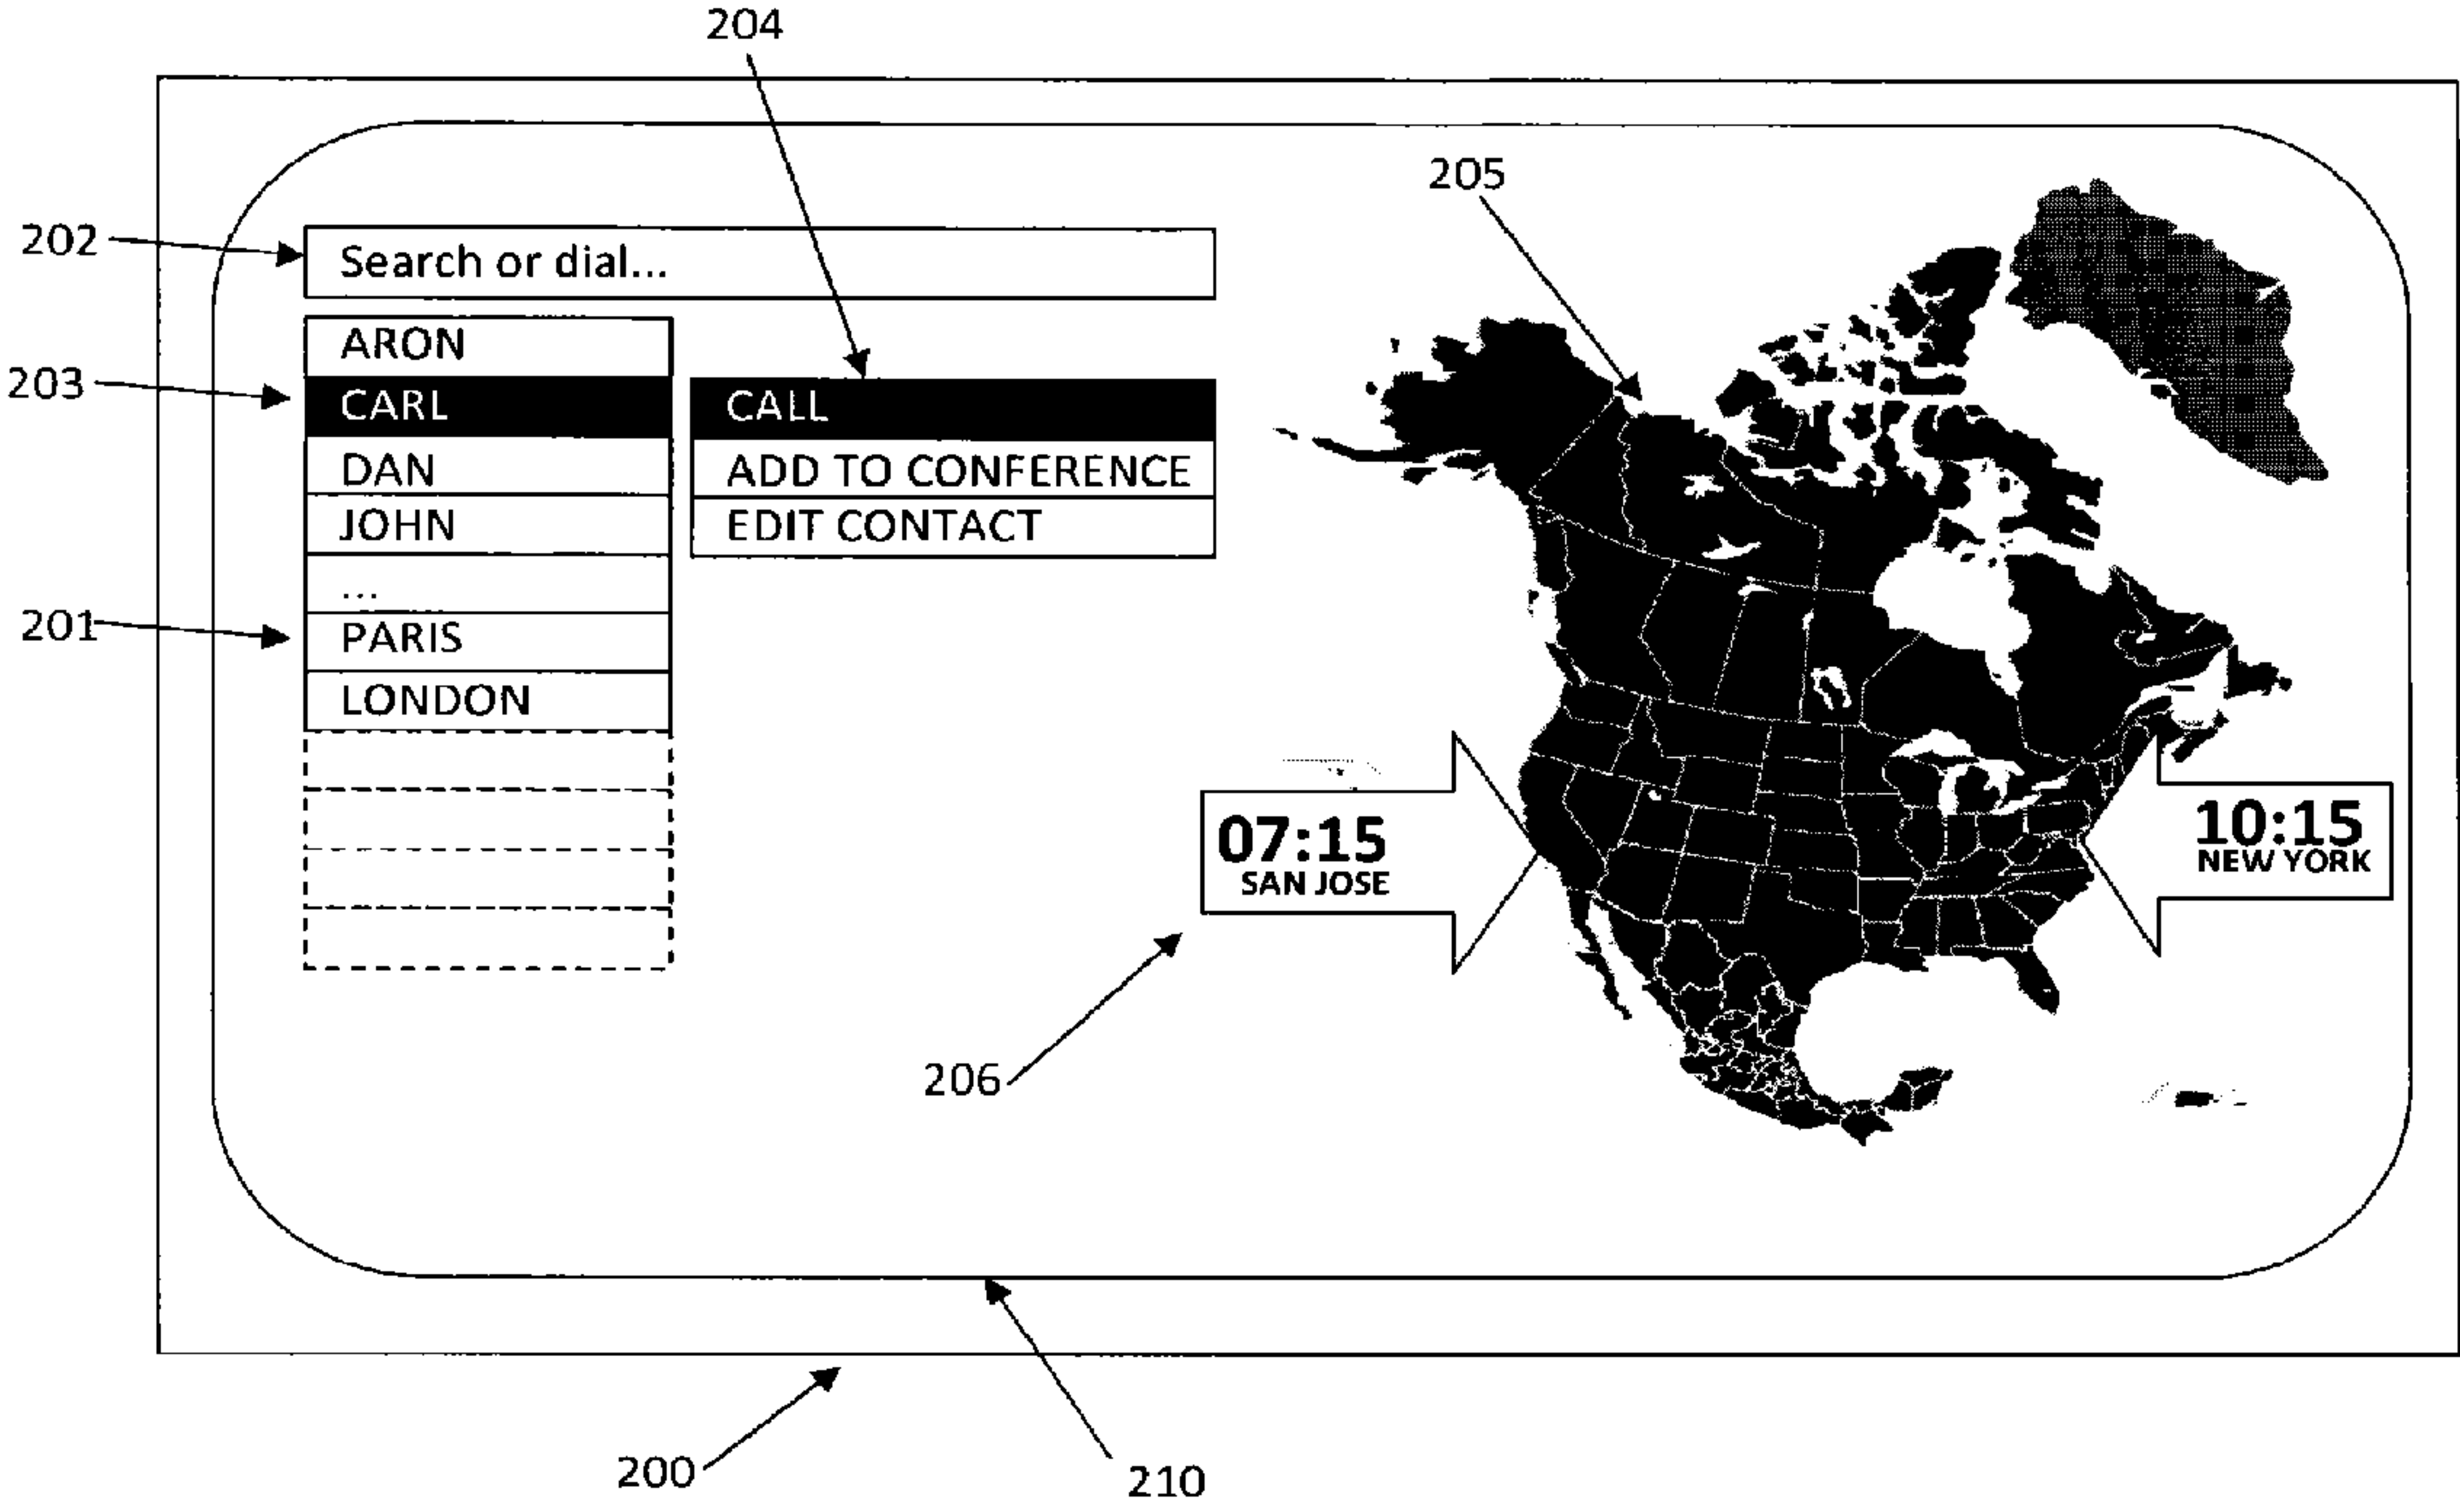 204
205
202
Search or dial...
ARON
203
CARL
CALL
DAN
ADD TO CONFERENCE
JOHN
EDIT CONTACT
...
201
PARIS
LONDON
07:15
SAN JOSE
10:15
NEW YORK
206
200
210